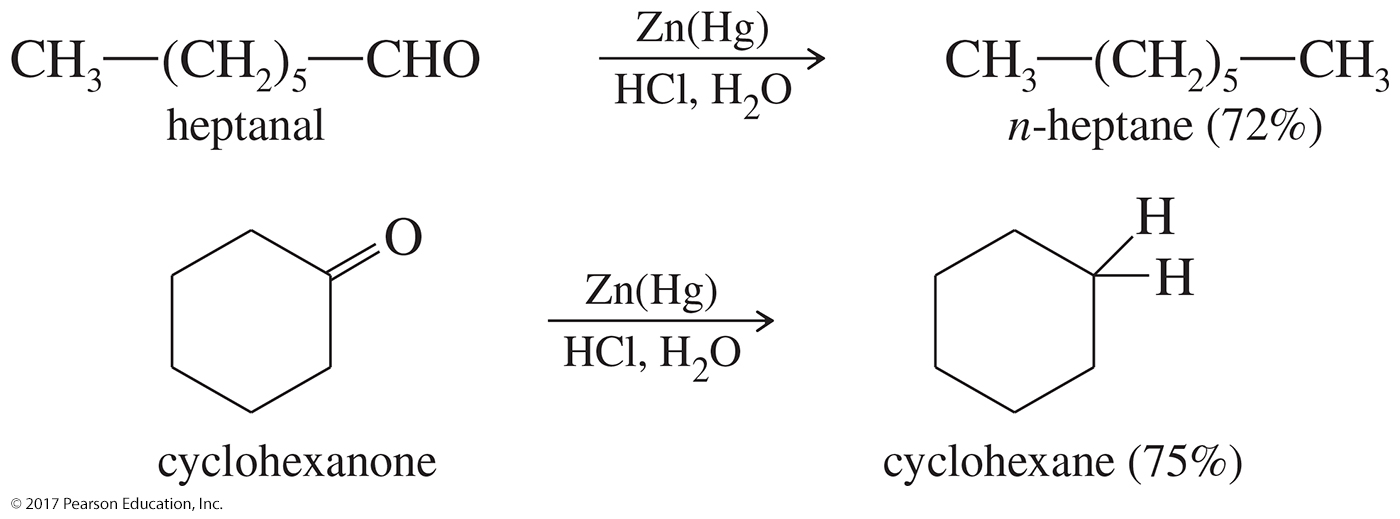 CH₃—(CH₂)₅—CHO Zn(Hg) CH₃—(CH₂)₅—CH₃
HCl, H₂O
heptanal n-heptane (72%)
O H
H
Zn(Hg)
HCl, H₂O
cyclohexanone cyclohexane (75%)
© 2017 Pearson Education, Inc.